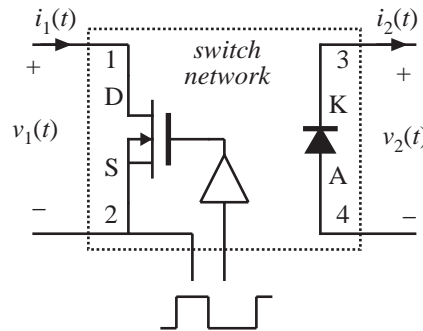 i₁(t)
i₂(t)
+
1
switch
network
3
+
D
K
v₁(t)
v₂(t)
S
A
−
2
4
−